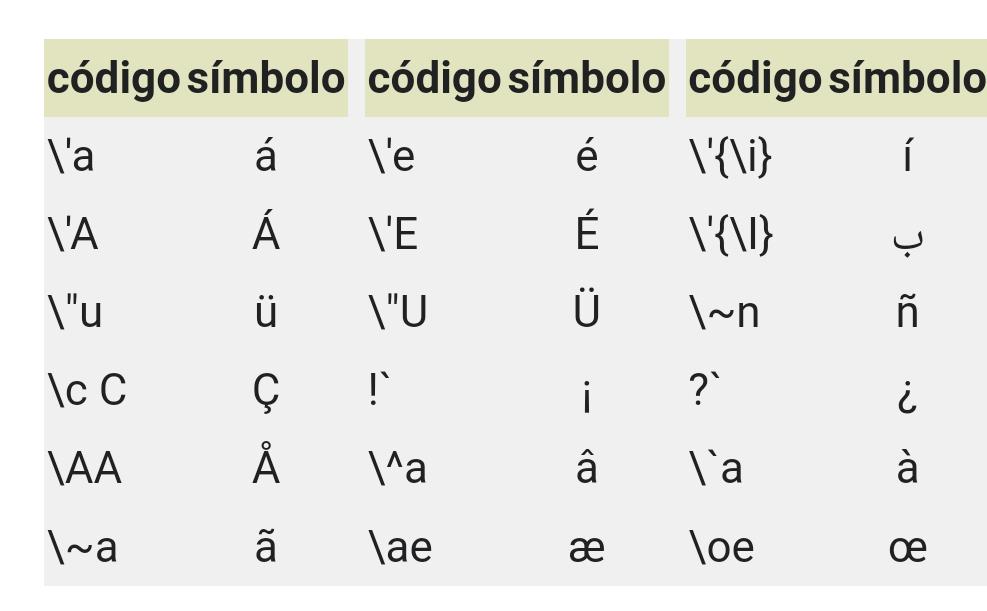 código símbolo código símbolo código símbolo
\'a á \'e é \'{\i} í
\'A Á \'E É \'{\I} ب
\"u ü \"U Ü \~n ñ
\c C Ç !` ¡ ?` ¿
\AA Å \^a â \`a à
\~a ã \ae æ \oe œ